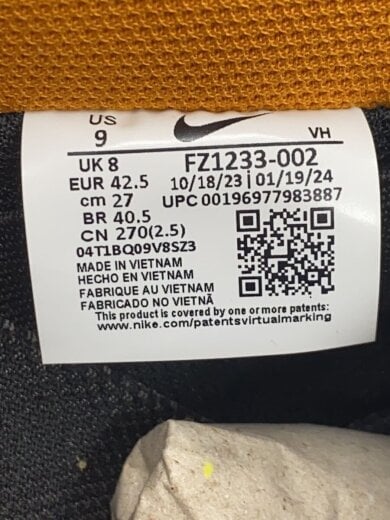 US
9
VH
UK 8
FZ1233-002
EUR 42.5
10/18/23 | 01/19/24
cm 27
UPC 00196977983887
BR 40.5
CN 270(2.5)
04T1BQ09V8SZ3
MADE IN VIETNAM
HECHO EN VIETNAM
FABRIQUE AU VIETNAM
FABRICADO NO VIETNÃ
This product is covered by one or more patents:
www.nike.com/patentsvirtualmarking